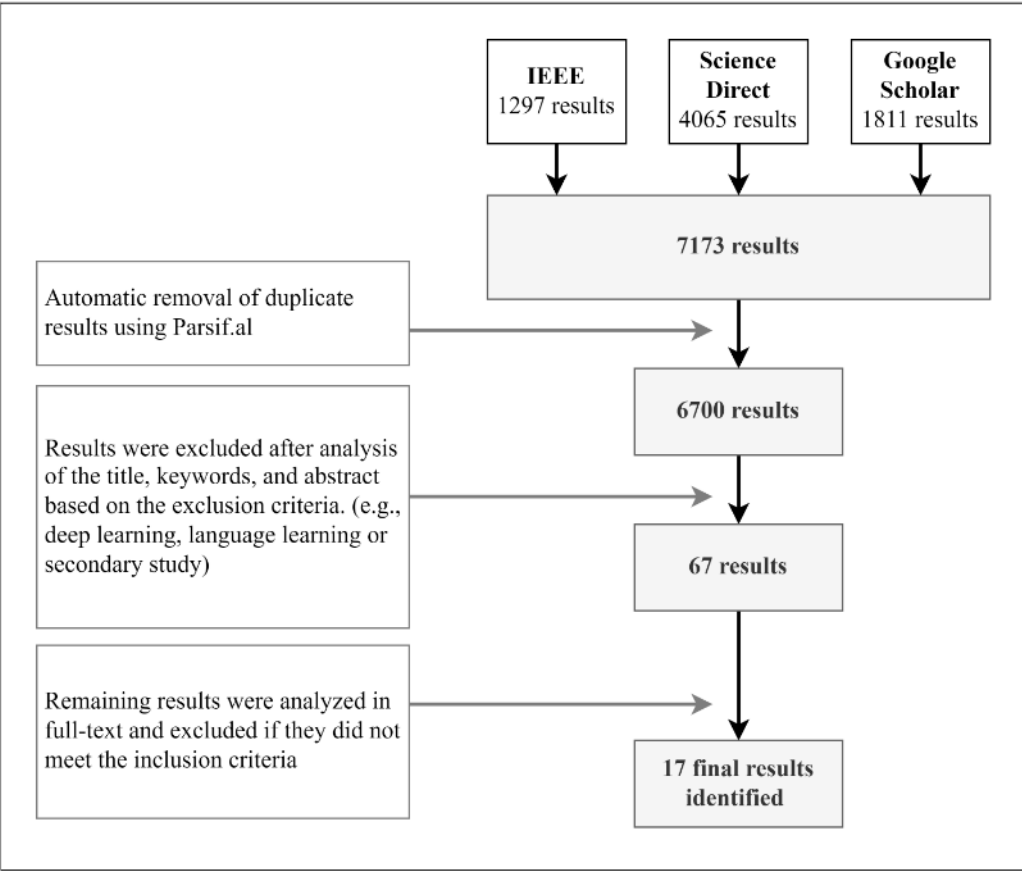 IEEE
1297 results
Science
Direct
4065 results
Google
Scholar
1811 results
7173 results
Automatic removal of duplicate
results using Parsif.al
6700 results
Results were excluded after analysis
of the title, keywords, and abstract
based on the exclusion criteria. (e.g.,
deep learning, language learning or
secondary study)
67 results
Remaining results were analyzed in
full-text and excluded if they did not
meet the inclusion criteria
17 final results
identified